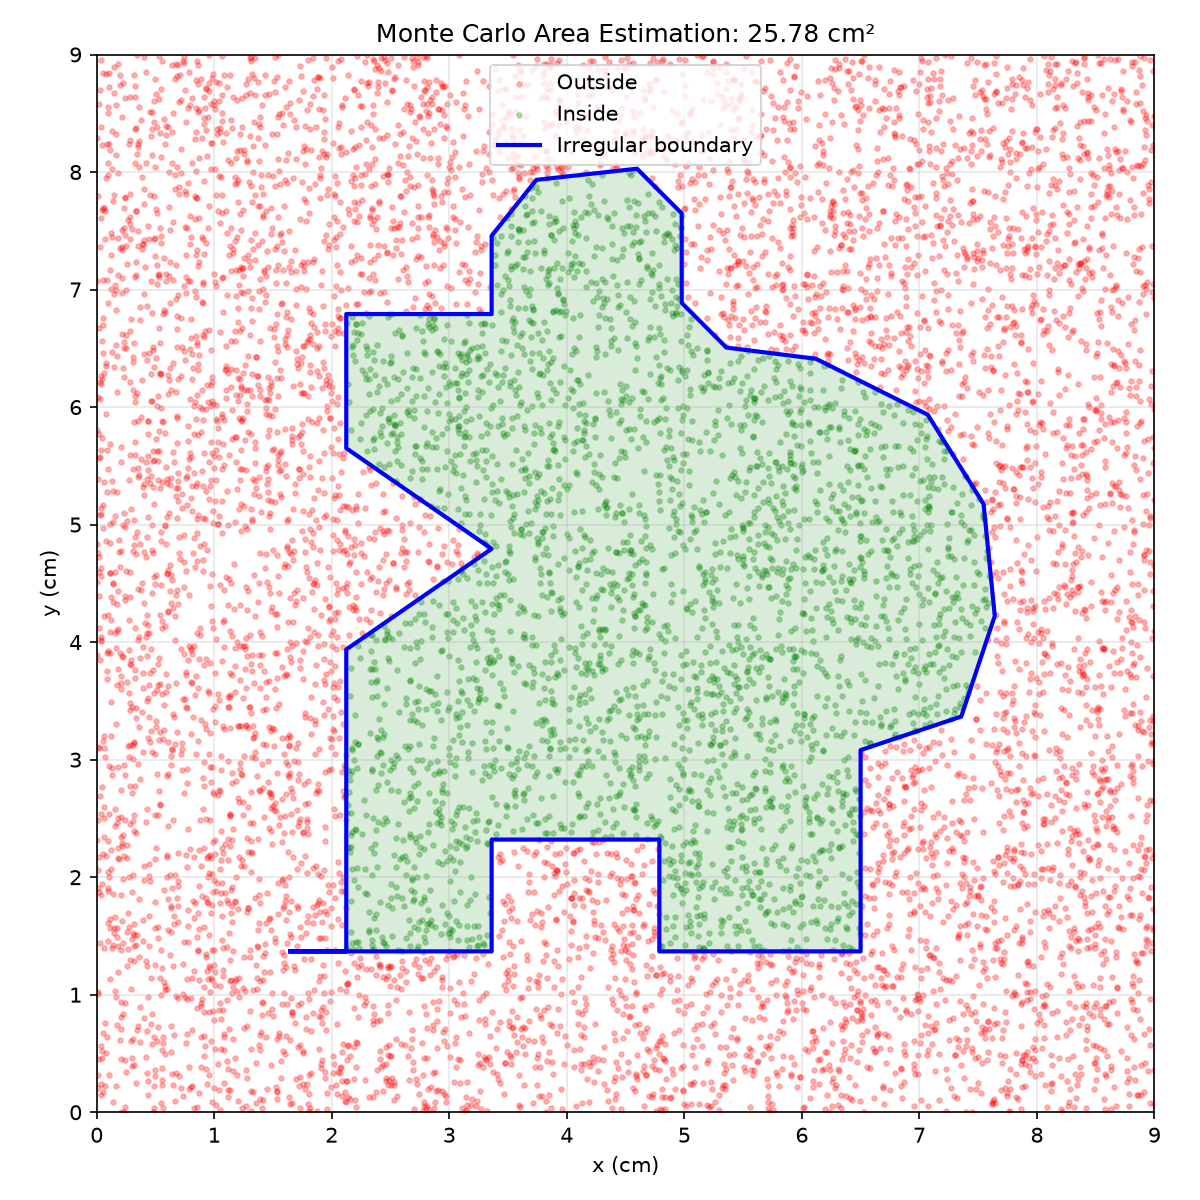 Monte Carlo Area Estimation: 25.78 cm²
Outside
Inside
Irregular boundary
9
8
7
6
5
4
3
2
1
0
y (cm)
0 1 2 3 4 5 6 7 8 9
x (cm)